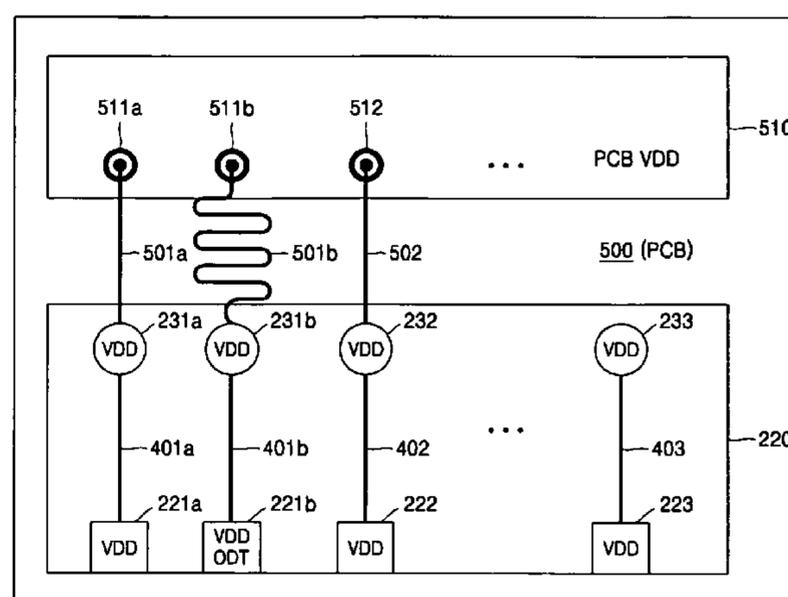 511a 511b 512
510
... PCB VDD
501a 501b 502 500 (PCB)
231a 231b 232 233
VDD VDD VDD VDD
...
401a 401b 402 403
220
221a 221b 222 223
VDD VDD ODT VDD VDD